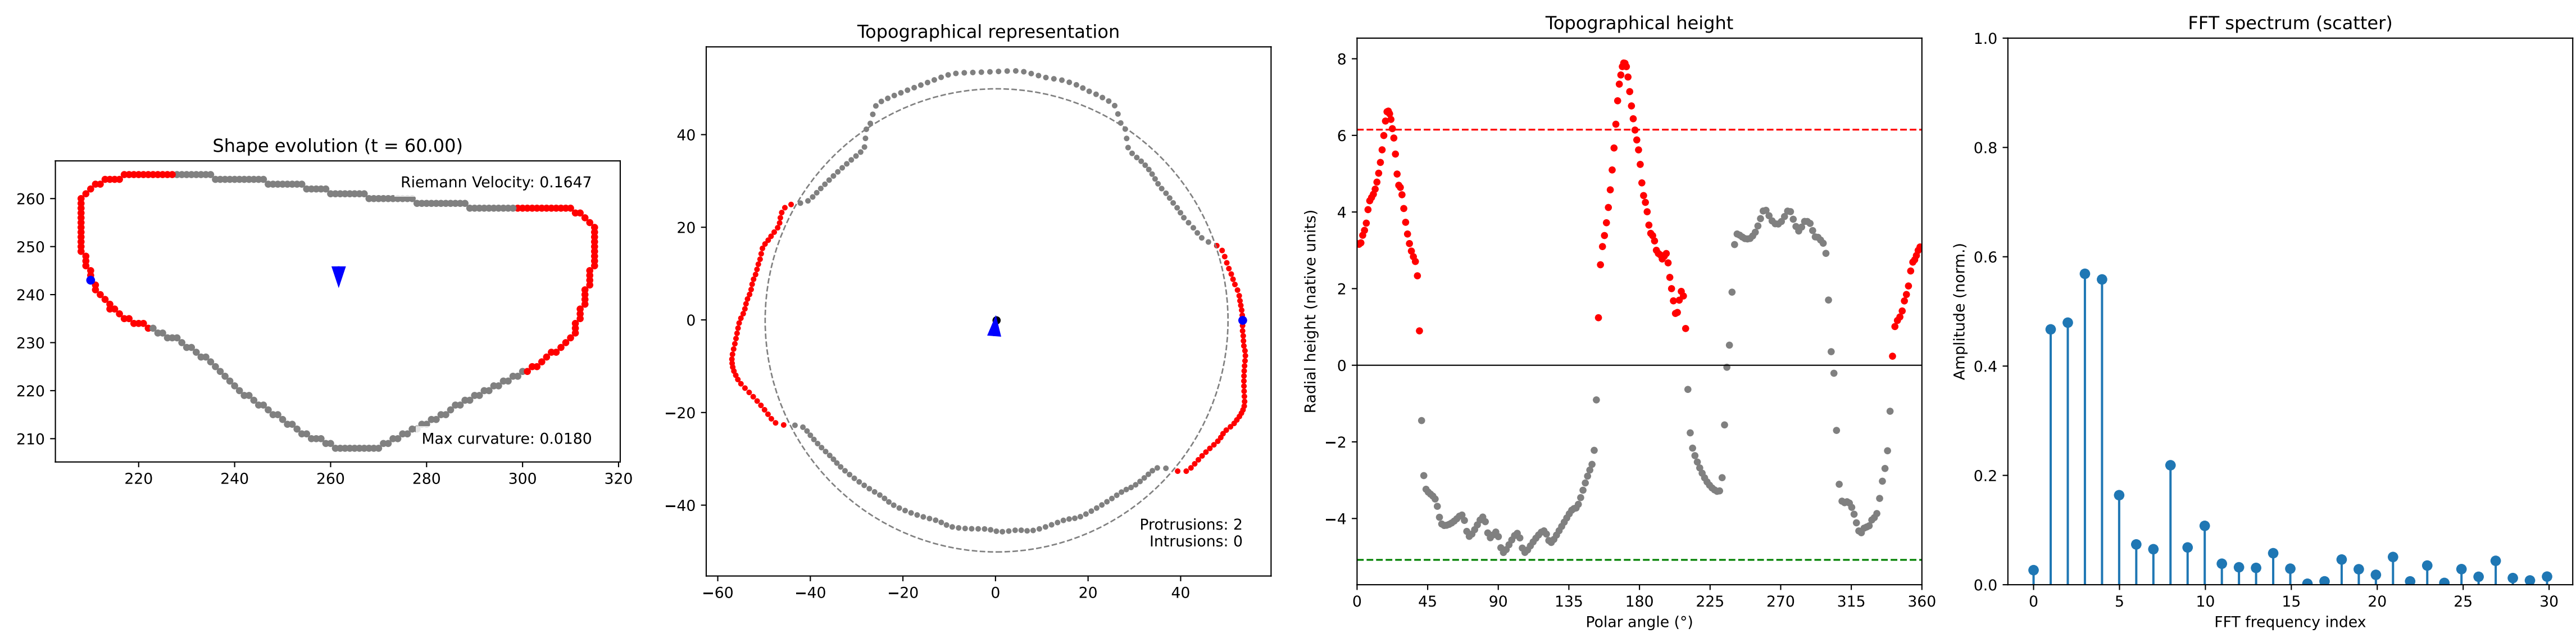 Shape evolution (t = 60.00)
Riemann Velocity: 0.1647
Max curvature: 0.0180
260
250
240
230
220
210
220 240 260 280 300 320
Topographical representation
40
20
0
−20
−40
−60 −40 −20 0 20 40
Protrusions: 2
Intrusions: 0
Topographical height
Radial height (native units)
8
6
4
2
0
−2
−4
0 45 90 135 180 225 270 315 360
Polar angle (°)
FFT spectrum (scatter)
Amplitude (norm.)
1.0
0.8
0.6
0.4
0.2
0.0
0 5 10 15 20 25 30
FFT frequency index